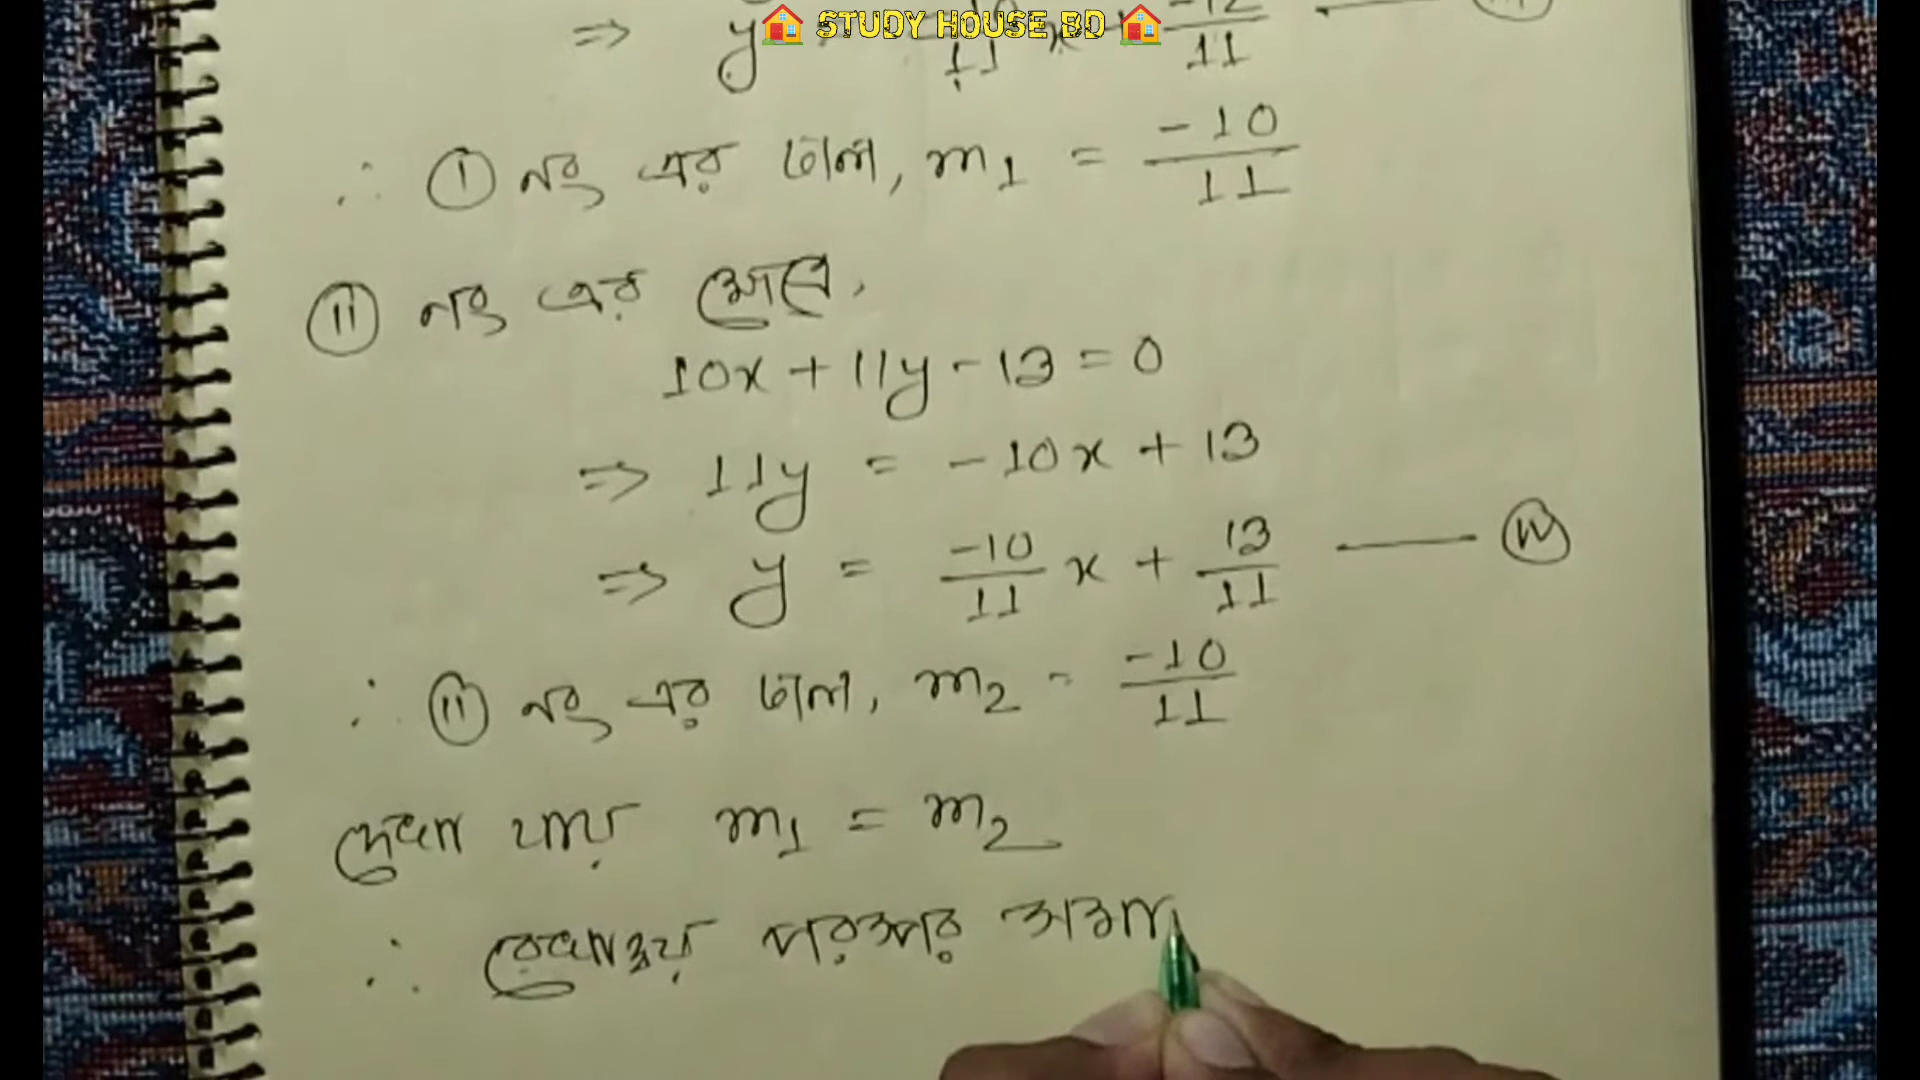 🏠 STUDY HOUSE BD 🏠
⇒ y = -10/11 x + -12/11 —— (III)
∴ (I) নং এর ঢাল, m₁ = -10/11
(II) নং এর ক্ষেত্রে,
10x + 11y - 13 = 0
⇒ 11y = -10x + 13
⇒ y = -10/11 x + 13/11 —— (IV)
∴ (II) নং এর ঢাল, m₂ = -10/11
দেখা যায় m₁ = m₂
∴ রেখাদ্বয় পরস্পর সমান্